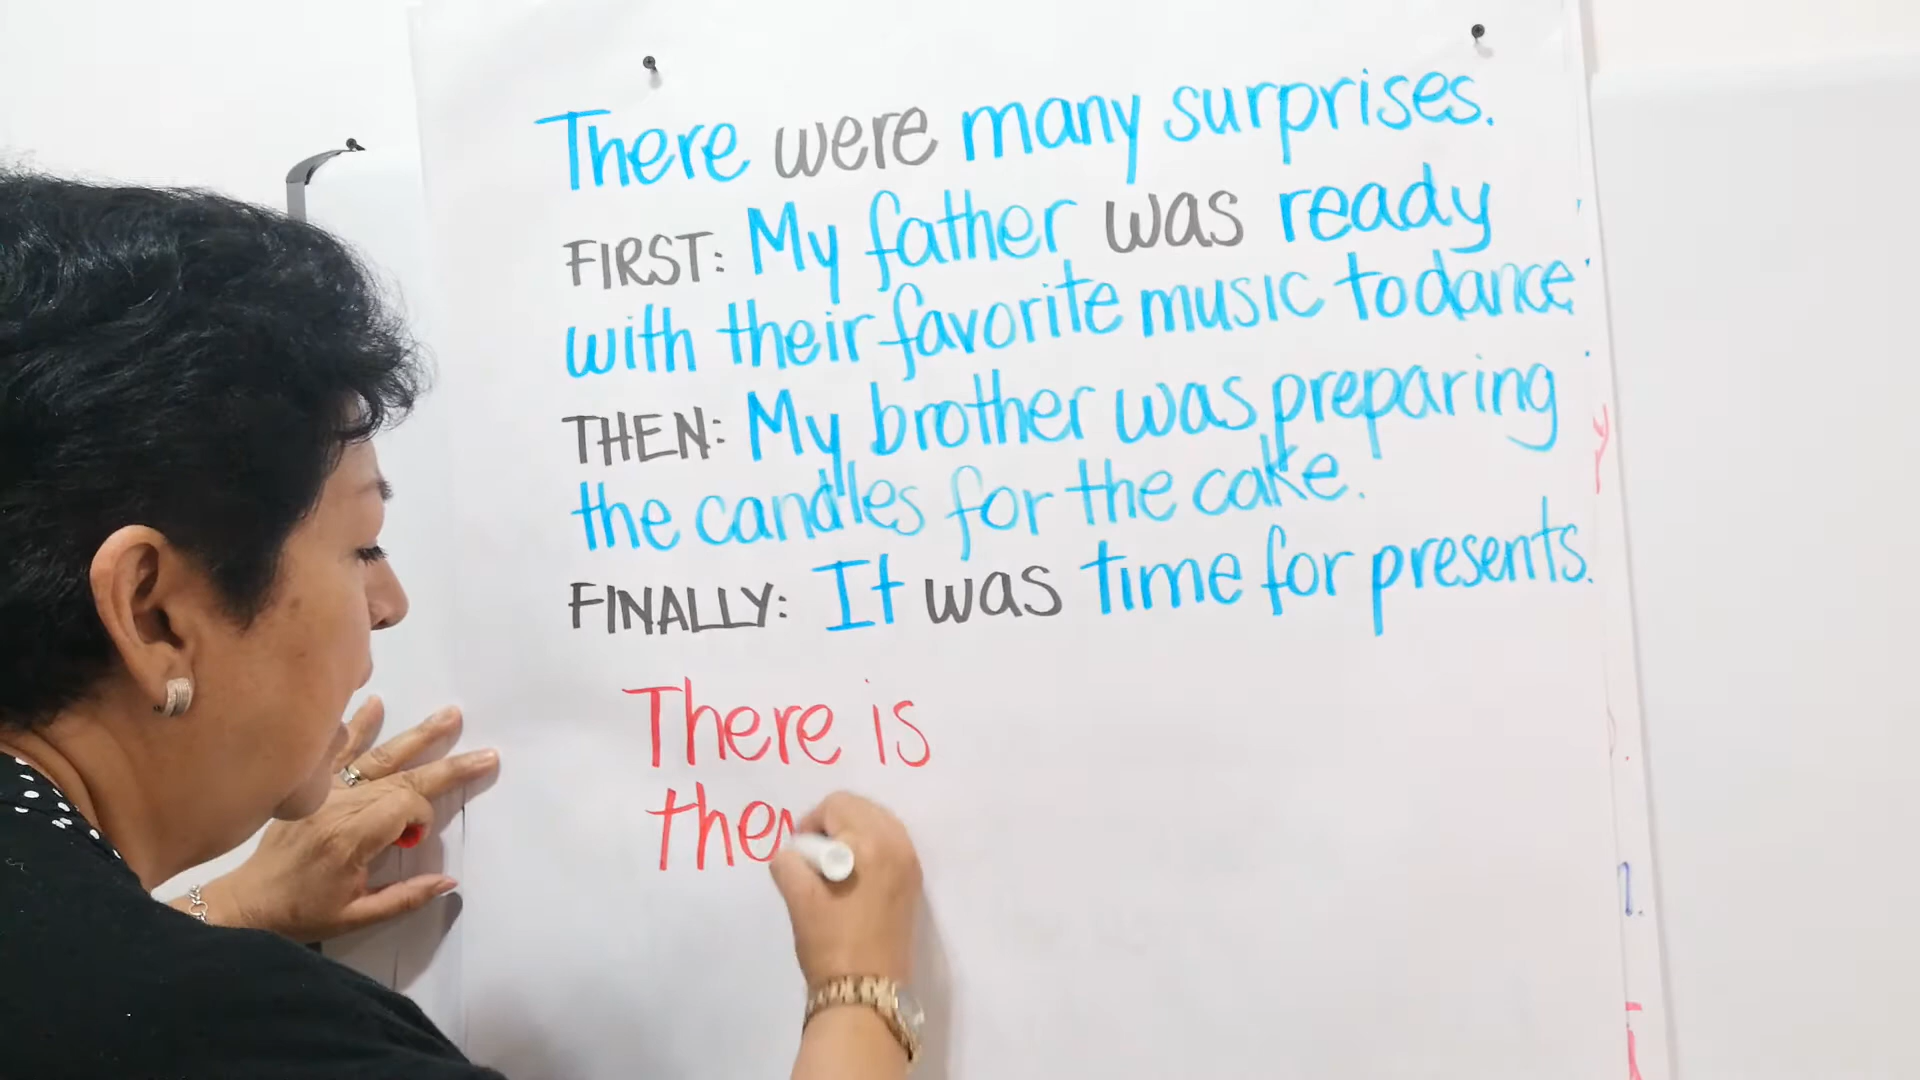 There were many surprises.
FIRST: My father was ready
with their favorite music to dance.
THEN: My brother was preparing
the candles for the cake.
FINALLY: It was time for presents.
There is
the